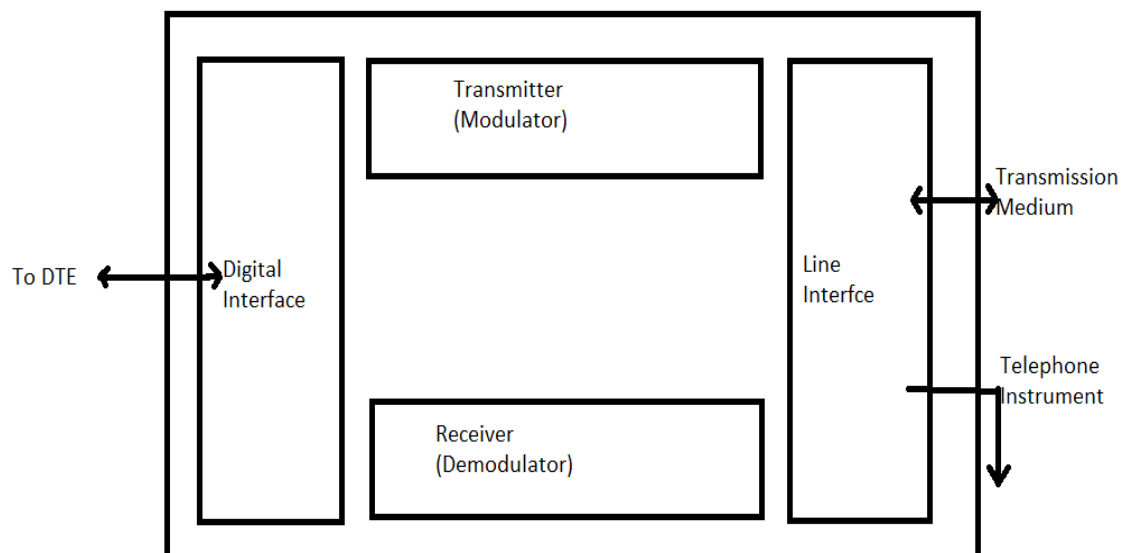 Transmitter
(Modulator)
Transmission
Medium
To DTE
Digital
Interface
Line
Interfce
Telephone
Instrument
Receiver
(Demodulator)